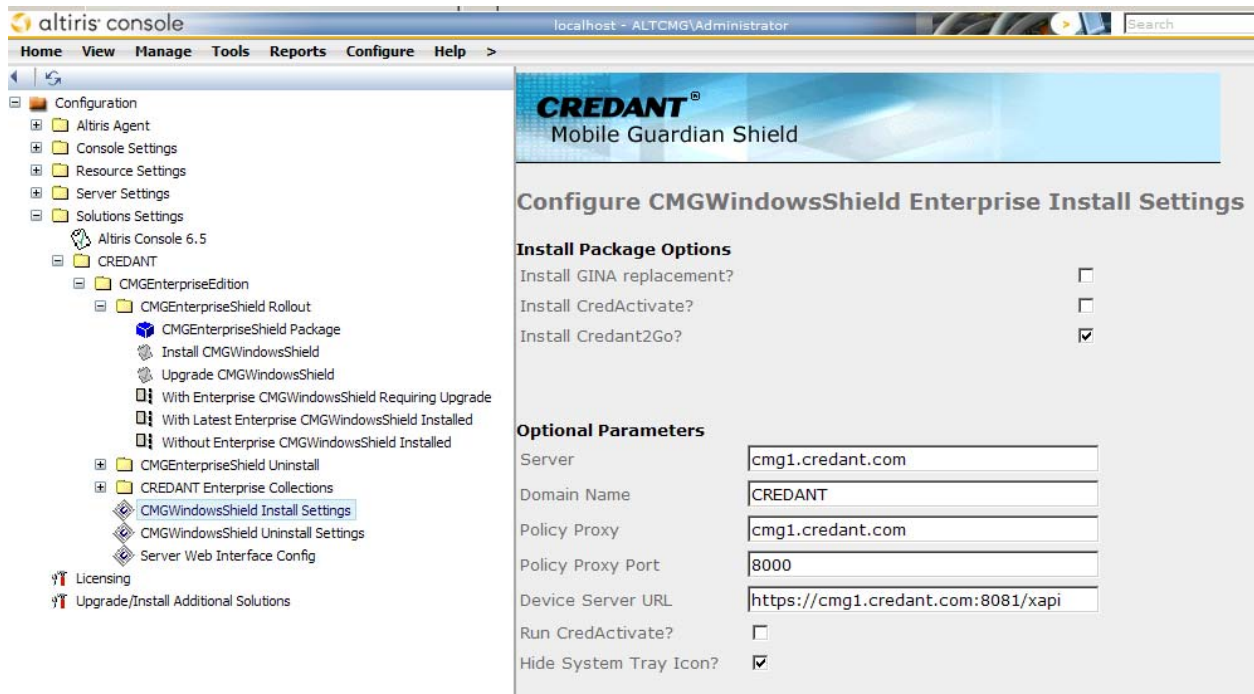 altiris console
localhost - ALTCMG\Administrator
Search
Home View Manage Tools Reports Configure Help >
Configuration
Altiris Agent
Console Settings
Resource Settings
Server Settings
Solutions Settings
Altiris Console 6.5
CREDANT
CMGEnterpriseEdition
CMGEnterpriseShield Rollout
CMGEnterpriseShield Package
Install CMGWindowsShield
Upgrade CMGWindowsShield
With Enterprise CMGWindowsShield Requiring Upgrade
With Latest Enterprise CMGWindowsShield Installed
Without Enterprise CMGWindowsShield Installed
CMGEnterpriseShield Uninstall
CREDANT Enterprise Collections
CMGWindowsShield Install Settings
CMGWindowsShield Uninstall Settings
Server Web Interface Config
Licensing
Upgrade/Install Additional Solutions
CREDANT®
Mobile Guardian Shield
Configure CMGWindowsShield Enterprise Install Settings
Install Package Options
Install GINA replacement?
Install CredActivate?
Install Credant2Go?
Optional Parameters
Server cmg1.credant.com
Domain Name CREDANT
Policy Proxy cmg1.credant.com
Policy Proxy Port 8000
Device Server URL https://cmg1.credant.com:8081/xapi
Run CredActivate?
Hide System Tray Icon?